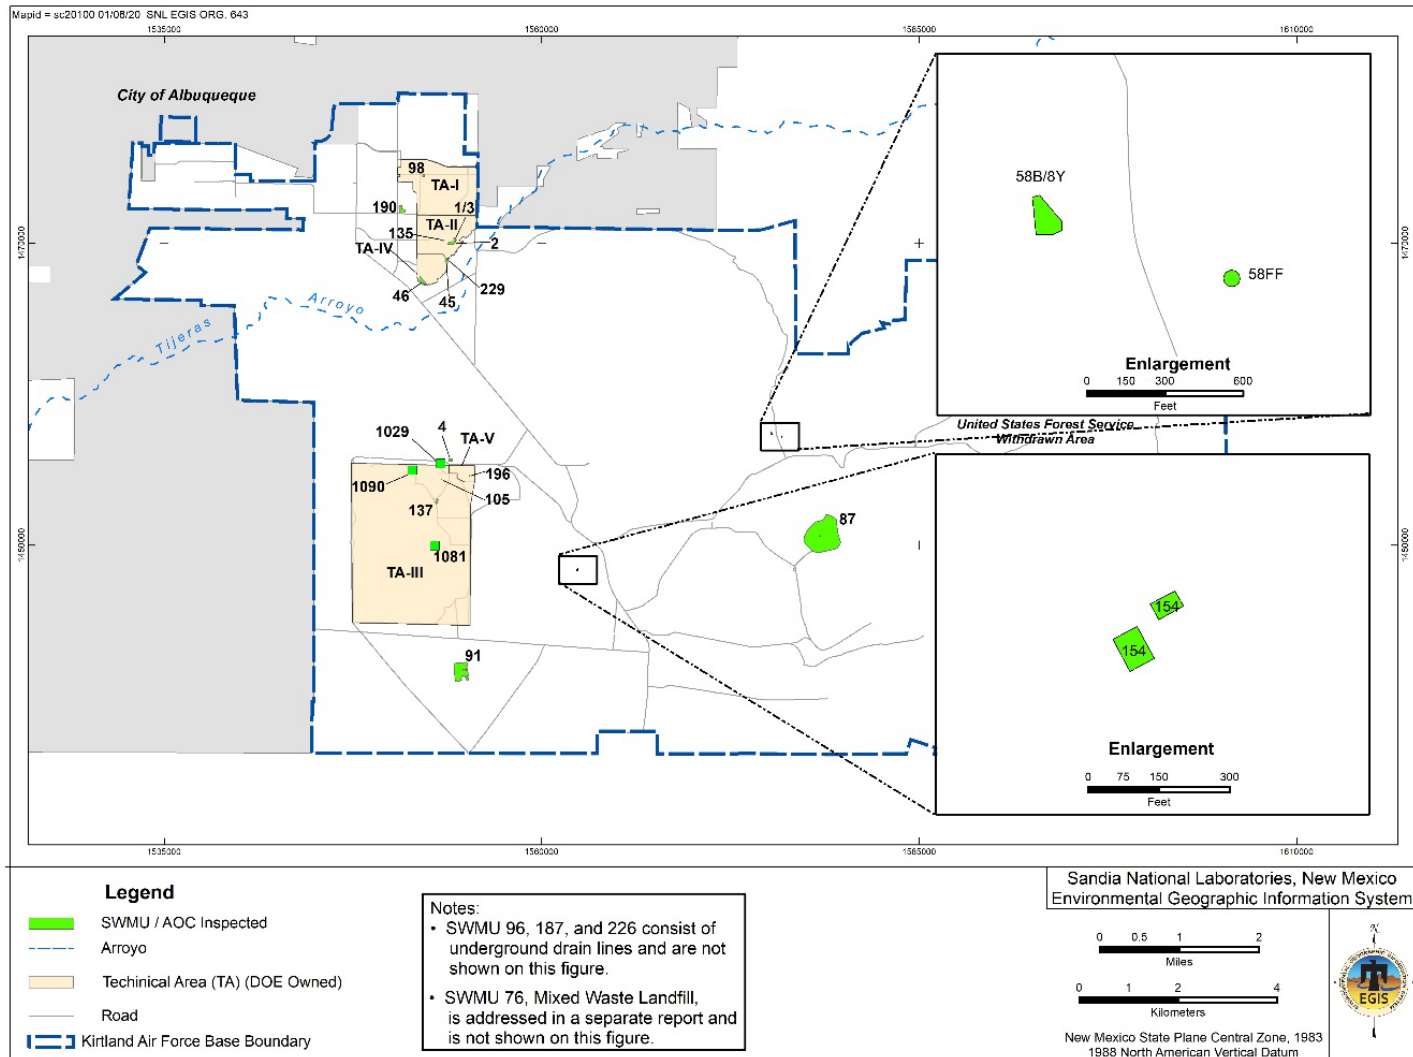 Mapid = sc20100 01/08/20 SNL EGIS ORG. 643
1535000
1560000
1585000
1610000
City of Albuqueque
98
TA-I
190
1/3
TA-II
135
TA-IV
2
46
45
229
Tijeras
Arroyo
1470000
1470000
58B/8Y
58FF
Enlargement
0 150 300 600
Feet
United States Forest Service
Withdrawn Area
1029
4
TA-V
196
1090
105
137
1081
TA-III
87
91
1450000
1450000
154
154
Enlargement
0 75 150 300
Feet
1535000
1560000
1585000
1610000
Legend
SWMU / AOC Inspected
Arroyo
Techinical Area (TA) (DOE Owned)
Road
Kirtland Air Force Base Boundary
Notes:
• SWMU 96, 187, and 226 consist of
underground drain lines and are not
shown on this figure.
• SWMU 76, Mixed Waste Landfill,
is addressed in a separate report and
is not shown on this figure.
Sandia National Laboratories, New Mexico
Environmental Geographic Information System
0 0.5 1 2
Miles
0 1 2 4
Kilometers
New Mexico State Plane Central Zone, 1983
1988 North American Vertical Datum
N
EGIS